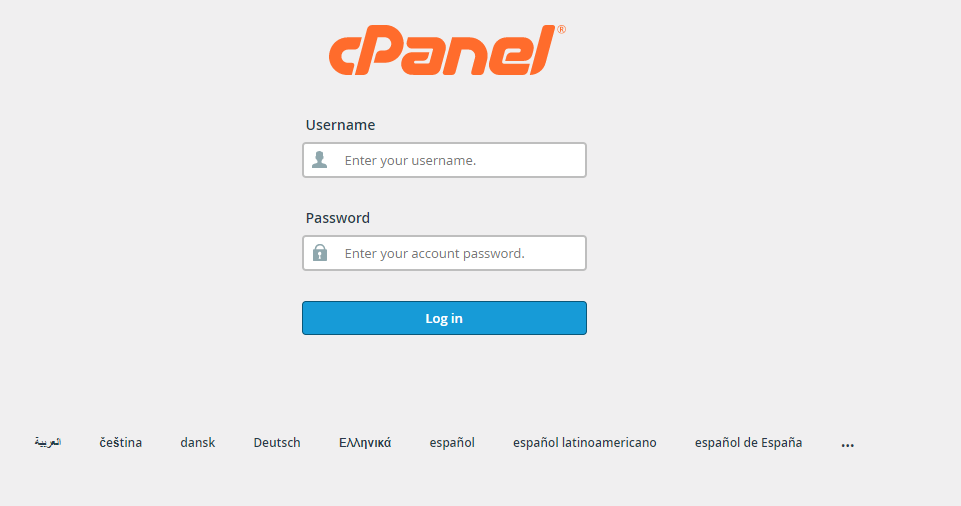 cPanel®
Username
Enter your username.
Password
Enter your account password.
Log in
العربية čeština dansk Deutsch Ελληνικά español español latinoamericano español de España ...